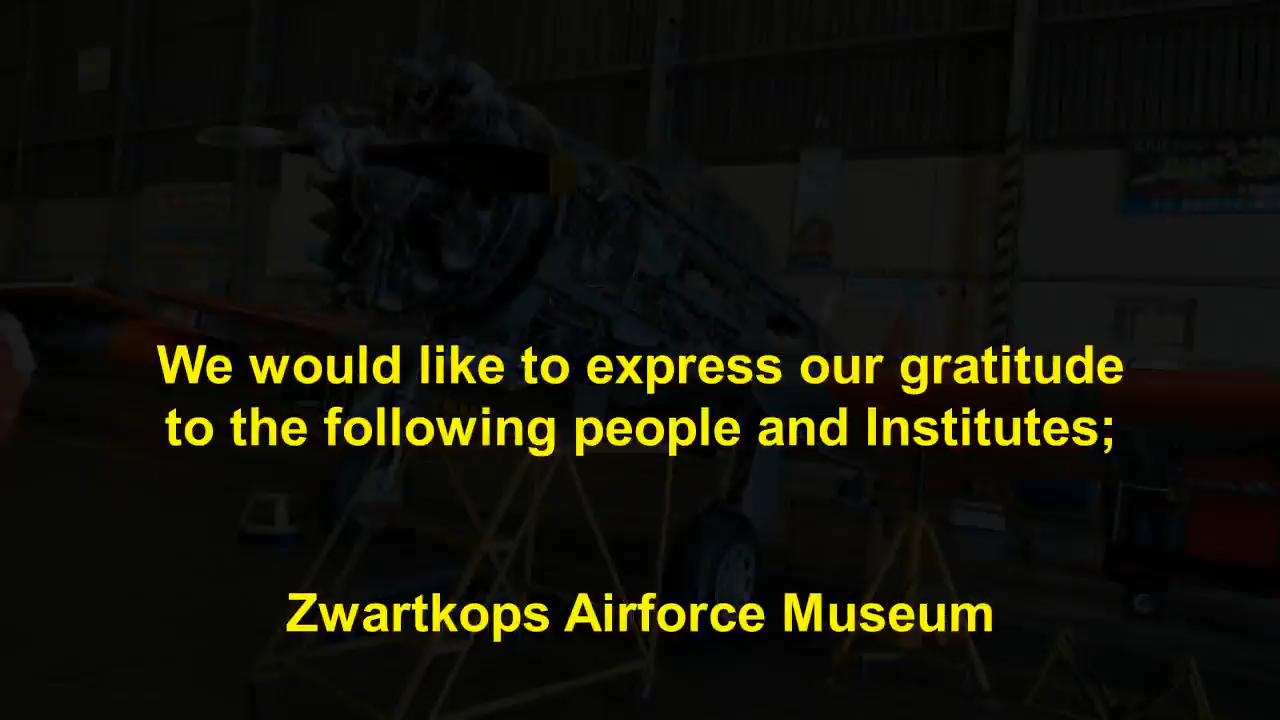 We would like to express our gratitude
to the following people and Institutes;
Zwartkops Airforce Museum